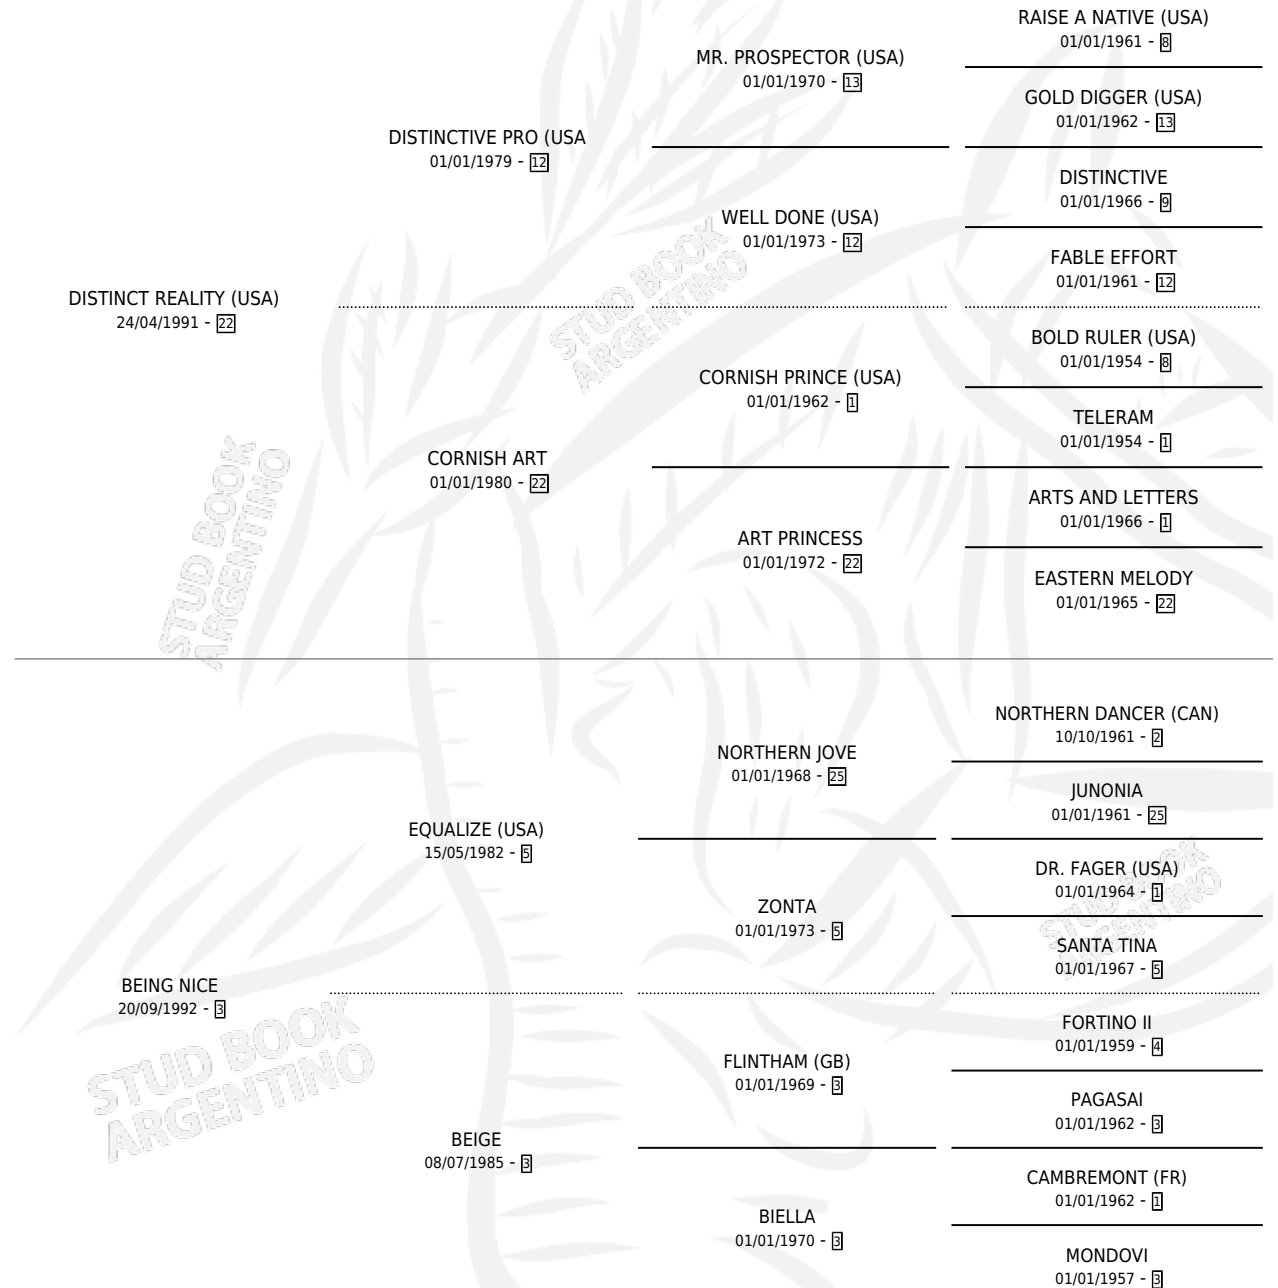 RAISE A NATIVE (USA)
01/01/1961 - 8
MR. PROSPECTOR (USA)
01/01/1970 - 13
GOLD DIGGER (USA)
01/01/1962 - 13
DISTINCTIVE PRO (USA
01/01/1979 - 12
DISTINCTIVE
01/01/1966 - 9
WELL DONE (USA)
01/01/1973 - 12
FABLE EFFORT
01/01/1961 - 12
DISTINCT REALITY (USA)
24/04/1991 - 22
BOLD RULER (USA)
01/01/1954 - 8
CORNISH PRINCE (USA)
01/01/1962 - 1
TELERAM
01/01/1954 - 1
CORNISH ART
01/01/1980 - 22
ARTS AND LETTERS
01/01/1966 - 1
ART PRINCESS
01/01/1972 - 22
EASTERN MELODY
01/01/1965 - 22
STUD BOOK
ARGENTINO
STUD BOOK
ARGENTINO
NORTHERN DANCER (CAN)
10/10/1961 - 2
NORTHERN JOVE
01/01/1968 - 25
JUNONIA
01/01/1961 - 25
EQUALIZE (USA)
15/05/1982 - 5
DR. FAGER (USA)
01/01/1964 - 1
ZONTA
01/01/1973 - 5
SANTA TINA
01/01/1967 - 5
BEING NICE
20/09/1992 - 3
FORTINO II
01/01/1959 - 4
FLINTHAM (GB)
01/01/1969 - 3
PAGASAI
01/01/1962 - 3
BEIGE
08/07/1985 - 3
CAMBREMONT (FR)
01/01/1962 - 1
BIELLA
01/01/1970 - 3
MONDOVI
01/01/1957 - 3
STUD BOOK
ARGENTINO
STUD BOOK
ARGENTINO